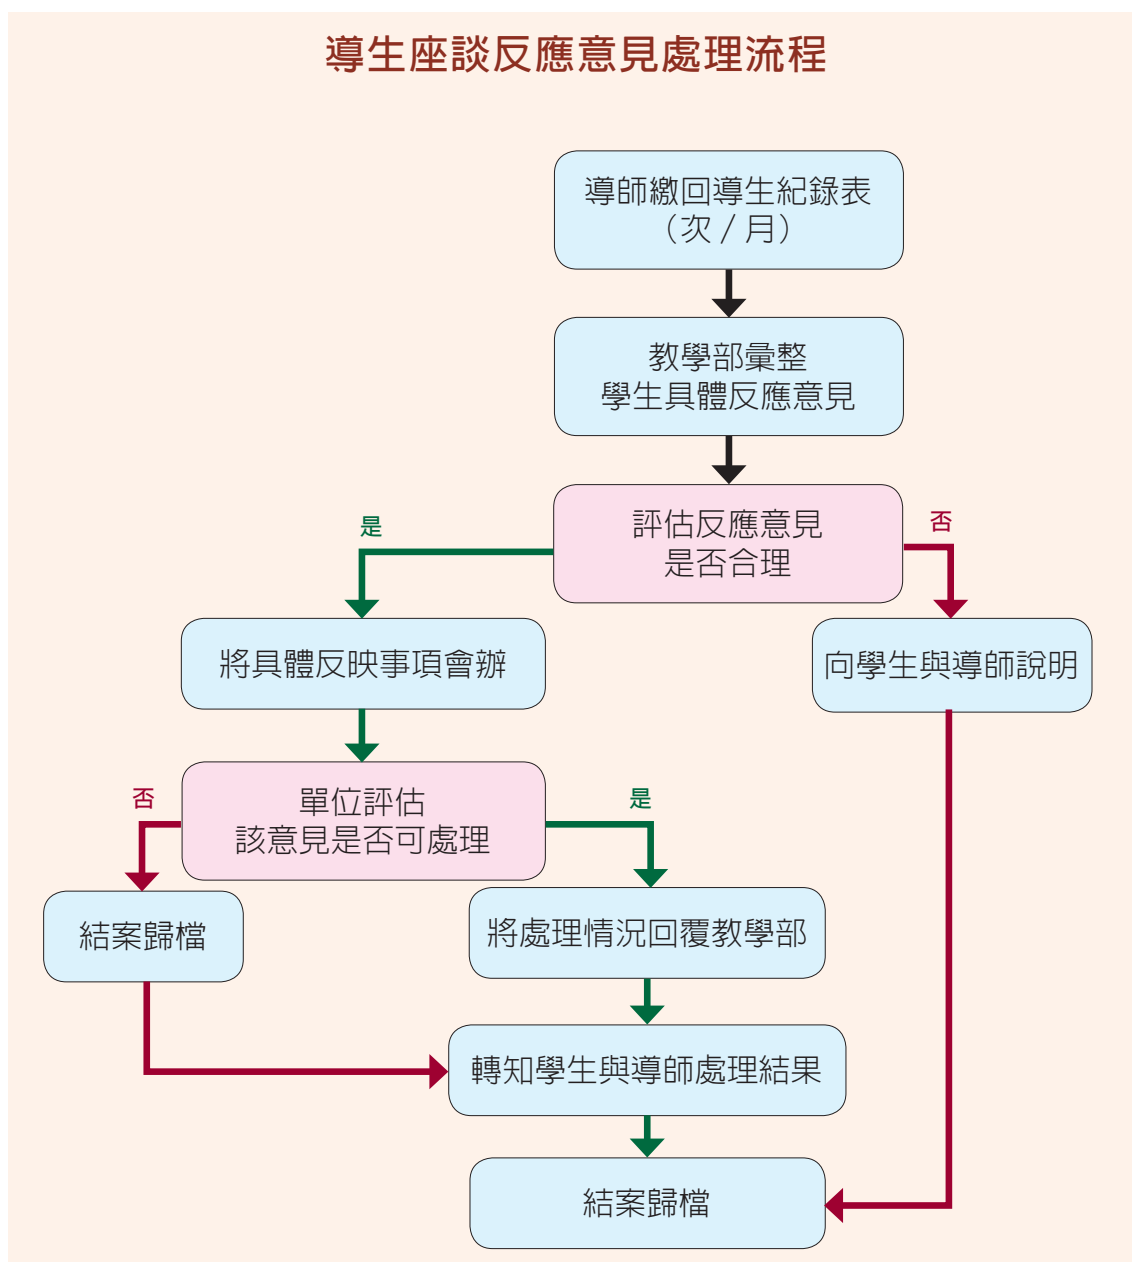 導生座談反應意見處理流程
導師繳回導生紀錄表
（次／月）
教學部彙整
學生具體反應意見
評估反應意見
是否合理
是
否
將具體反映事項會辦
向學生與導師說明
單位評估
該意見是否可處理
否
是
結案歸檔
將處理情況回覆教學部
轉知學生與導師處理結果
結案歸檔